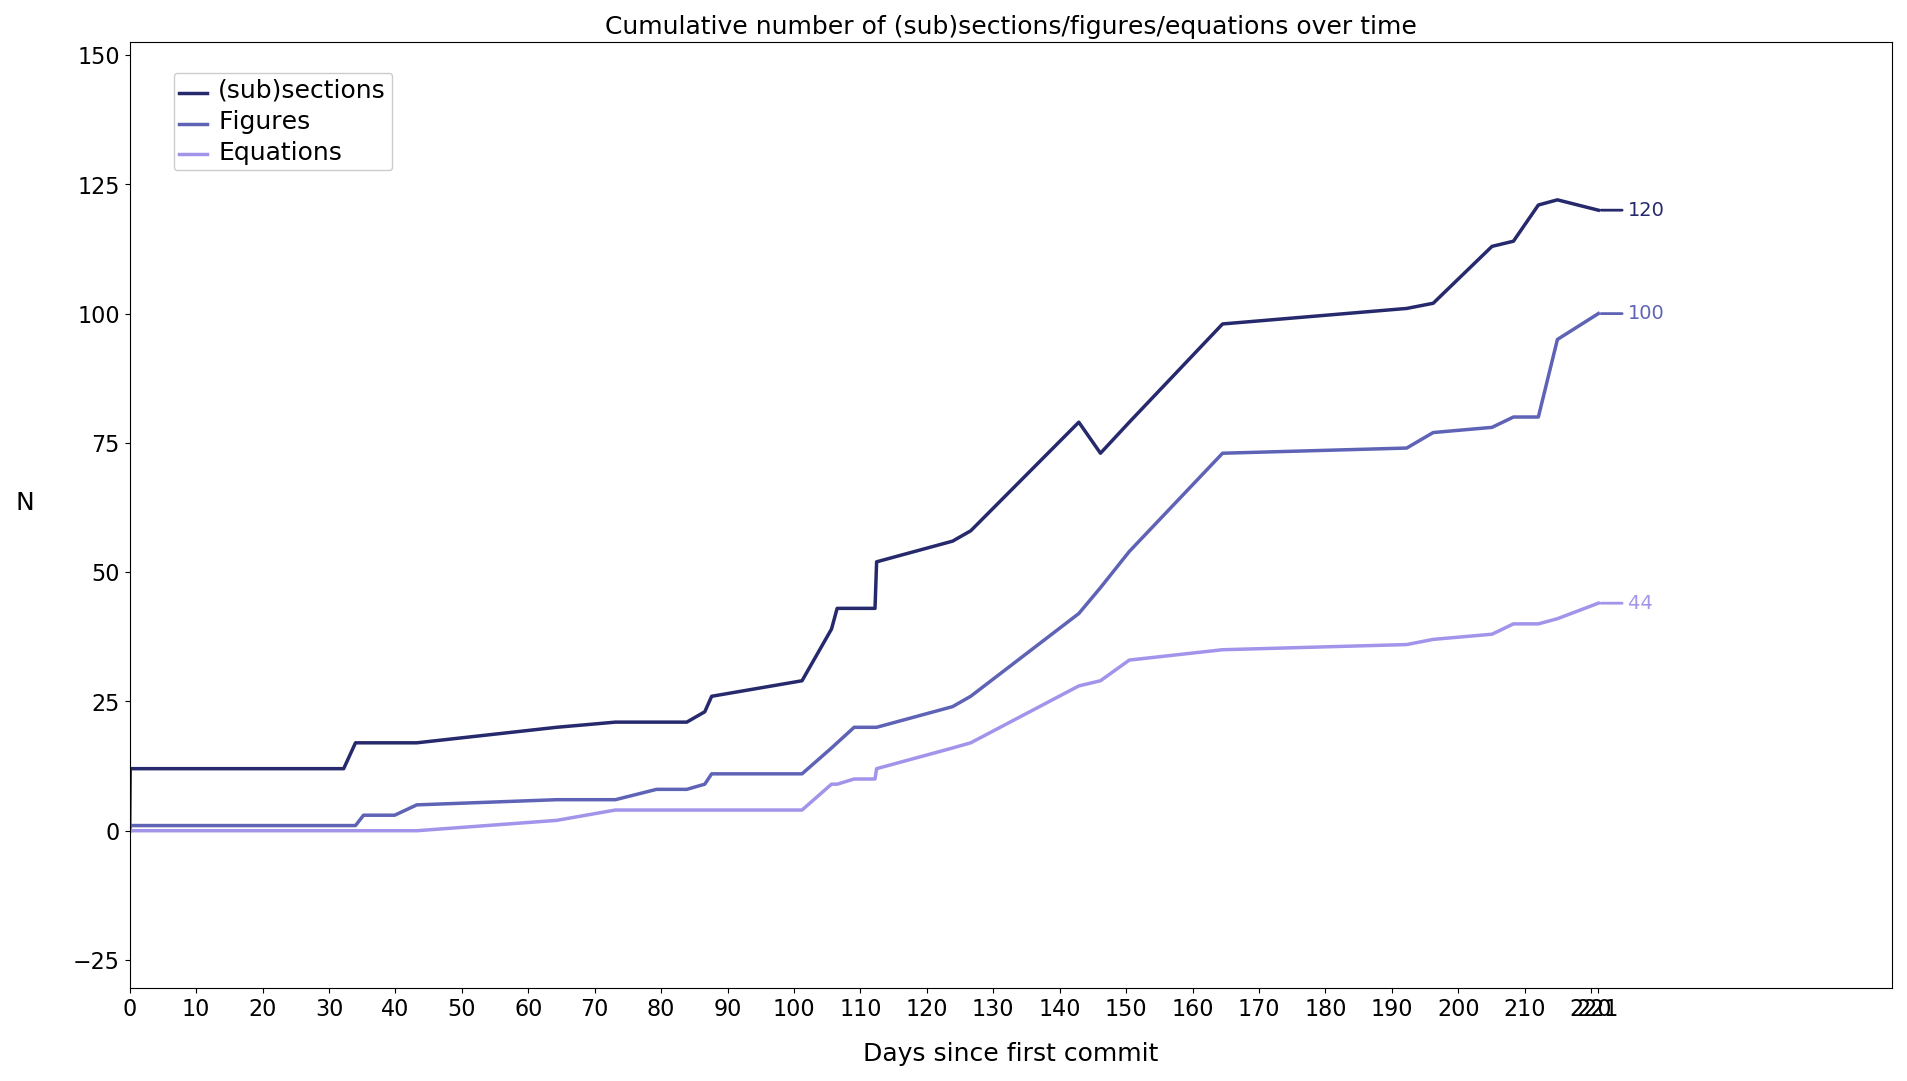 Cumulative number of (sub)sections/figures/equations over time
150
125
100
75
50
25
0
−25
N
(sub)sections
Figures
Equations
120
100
44
0 10 20 30 40 50 60 70 80 90 100 110 120 130 140 150 160 170 180 190 200 210 220 221
Days since first commit